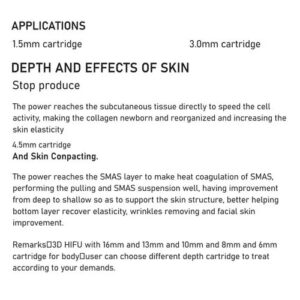 APPLICATIONS
1.5mm cartridge 3.0mm cartridge
DEPTH AND EFFECTS OF SKIN
Stop produce
The power reaches the subcutaneous tissue directly to speed the cell
activity, making the collagen newborn and reorganized and increasing the
skin elasticity
4.5mm cartridge
And Skin Conpacting.
The power reaches the SMAS layer to make heat coagulation of SMAS,
performing the pulling and SMAS suspension well, having improvement
from deep to shallow so as to support the skin structure, better helping
bottom layer recover elasticity, wrinkles removing and facial skin
improvement.
Remarks□3D HIFU with 16mm and 13mm and 10mm and 8mm and 6mm
cartridge for body□user can choose different depth cartridge to treat
according to your demands.